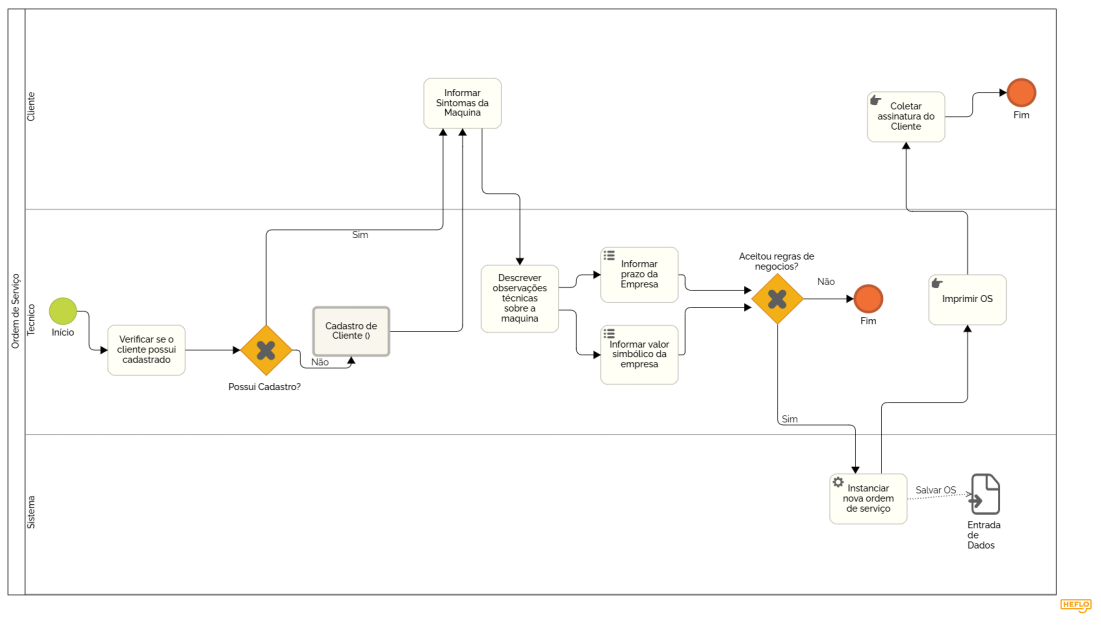 Ordem de Serviço
Cliente
Informar
Sintomas da
Maquina
Coletar
assinatura do
Cliente
Fim
Tecnico
Início
Verificar se o
cliente possui
cadastrado
Possui Cadastro?
Sim
Não
Cadastro de
Cliente ()
Descrever
observações
técnicas
sobre a
maquina
Informar
prazo da
Empresa
Informar valor
simbólico da
empresa
Aceitou regras de
negocios?
Não
Fim
Sim
Imprimir OS
Sistema
Instanciar
nova ordem
de serviço
Salvar OS
Entrada
de
Dados
HEFLO